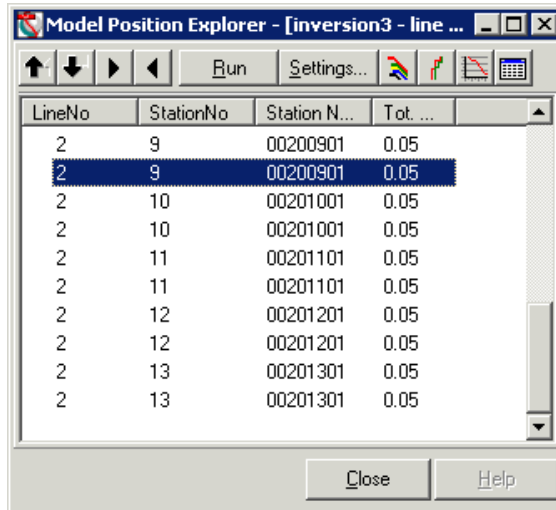 Model Position Explorer - [inversion3 - line ...
Run Settings...
LineNo StationNo Station N... Tot. ...
2 9 00200901 0.05
2 9 00200901 0.05
2 10 00201001 0.05
2 10 00201001 0.05
2 11 00201101 0.05
2 11 00201101 0.05
2 12 00201201 0.05
2 12 00201201 0.05
2 13 00201301 0.05
2 13 00201301 0.05
Close Help